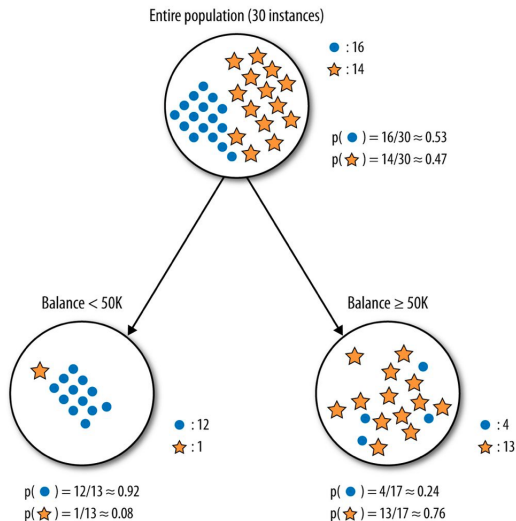 Entire population (30 instances)
: 16
: 14
p( ) = 16/30 ≈ 0.53
p( ) = 14/30 ≈ 0.47
Balance < 50K
Balance ≥ 50K
: 12
: 1
: 4
: 13
p( ) = 12/13 ≈ 0.92
p( ) = 1/13 ≈ 0.08
p( ) = 4/17 ≈ 0.24
p( ) = 13/17 ≈ 0.76